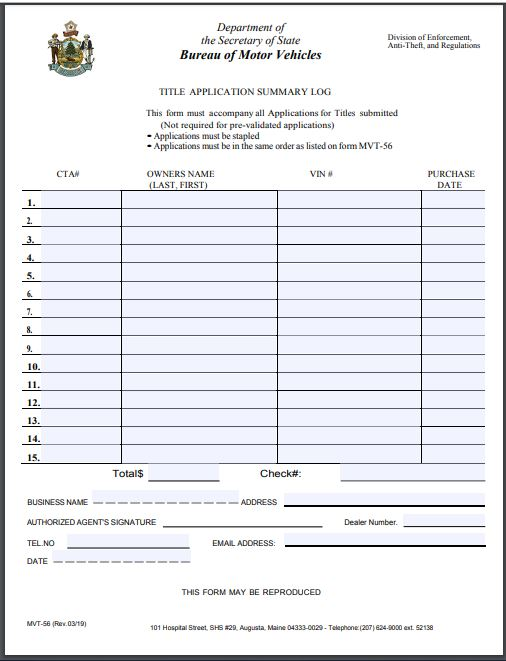 Department of
the Secretary of State
Bureau of Motor Vehicles
Division of Enforcement,
Anti-Theft, and Regulations
TITLE APPLICATION SUMMARY LOG
This form must accompany all Applications for Titles submitted
(Not required for pre-validated applications)
• Applications must be stapled
• Applications must be in the same order as listed on form MVT-56
CTA# OWNERS NAME VIN # PURCHASE
(LAST, FIRST) DATE
1.
2.
3.
4.
5.
6.
7.
8.
9.
10.
11.
12.
13.
14.
15.
Total$ Check#:
BUSINESS NAME ADDRESS
AUTHORIZED AGENT'S SIGNATURE Dealer Number.
TEL.NO EMAIL ADDRESS:
DATE
THIS FORM MAY BE REPRODUCED
MVT-56 (Rev.03/19)
101 Hospital Street, SHS #29, Augusta, Maine 04333-0029 - Telephone:(207) 624-9000 ext. 52138